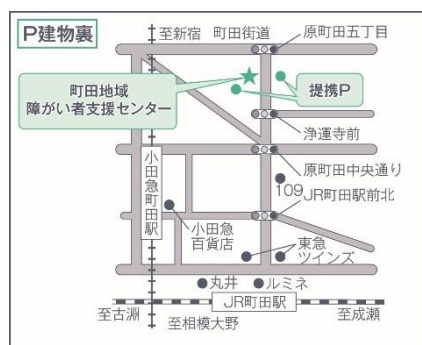 P建物裏
至新宿
町田街道
原町田五丁目
町田地域
障がい者支援センター
提携P
浄運寺前
原町田中央通り
109
JR町田駅前北
小田急町田駅
小田急
百貨店
東急
ツインズ
丸井
ルミネ
JR町田駅
至古淵
至成瀬
至相模大野